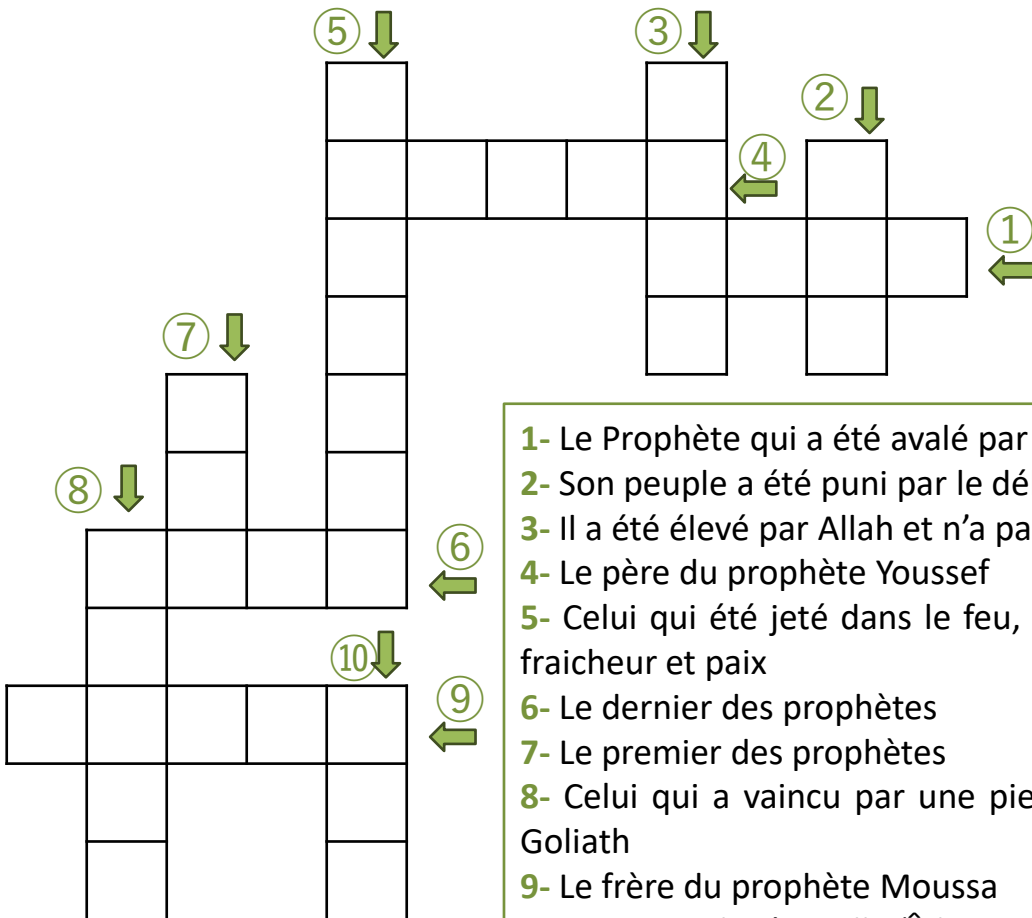 ⑤ ③
②
④
①
⑦
⑧
⑥
⑩
⑨
1- Le Prophète qui a été avalé par
2- Son peuple a été puni par le dé
3- Il a été élevé par Allah et n’a pa
4- Le père du prophète Youssef
5- Celui qui été jeté dans le feu,
fraicheur et paix
6- Le dernier des prophètes
7- Le premier des prophètes
8- Celui qui a vaincu par une pie
Goliath
9- Le frère du prophète Moussa